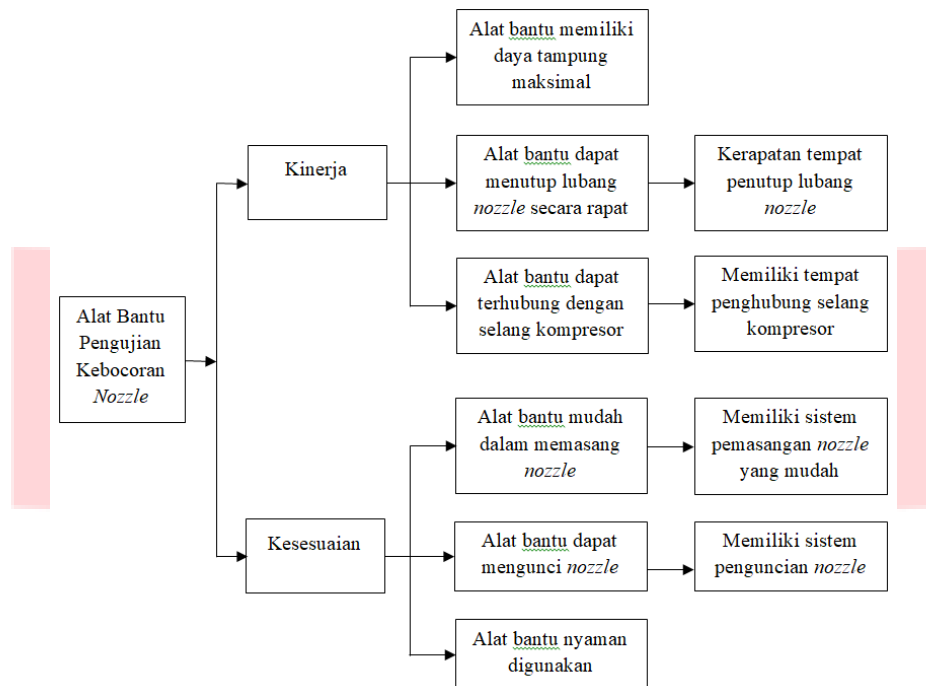 Alat Bantu
Pengujian
Kebocoran
Nozzle
Kinerja
Alat bantu memiliki
daya tampung
maksimal
Alat bantu dapat
menutup lubang
nozzle secara rapat
Kerapatan tempat
penutup lubang
nozzle
Alat bantu dapat
terhubung dengan
selang kompresor
Memiliki tempat
penghubung selang
kompresor
Kesesuaian
Alat bantu mudah
dalam memasang
nozzle
Memiliki sistem
pemasangan nozzle
yang mudah
Alat bantu dapat
mengunci nozzle
Memiliki sistem
penguncian nozzle
Alat bantu nyaman
digunakan